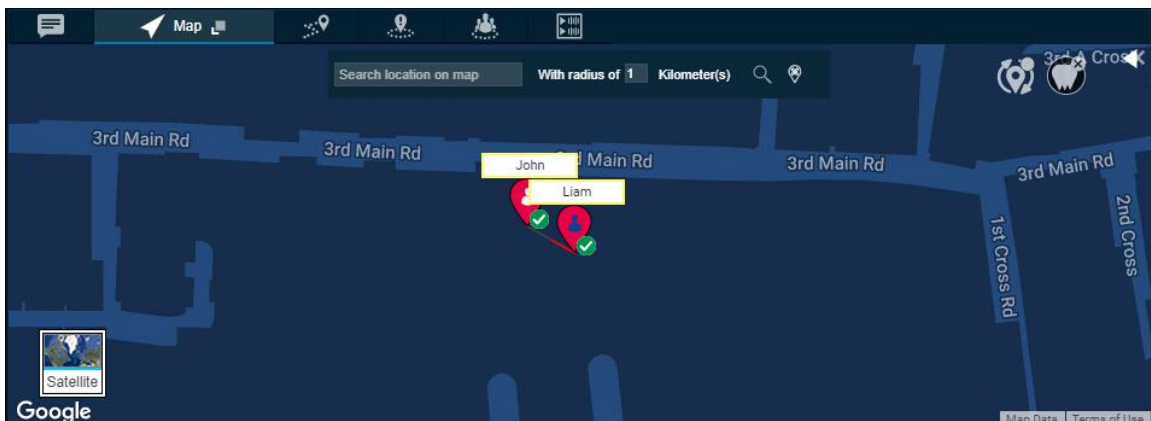 Map
Search location on map
With radius of 1 Kilometer(s)
3rd A Cross
3rd Main Rd
3rd Main Rd
3rd Main Rd
3rd Main Rd
3rd Main Rd
John
Liam
1st Cross Rd
2nd Cross
Satellite
Google
Map Data
Terms of Use